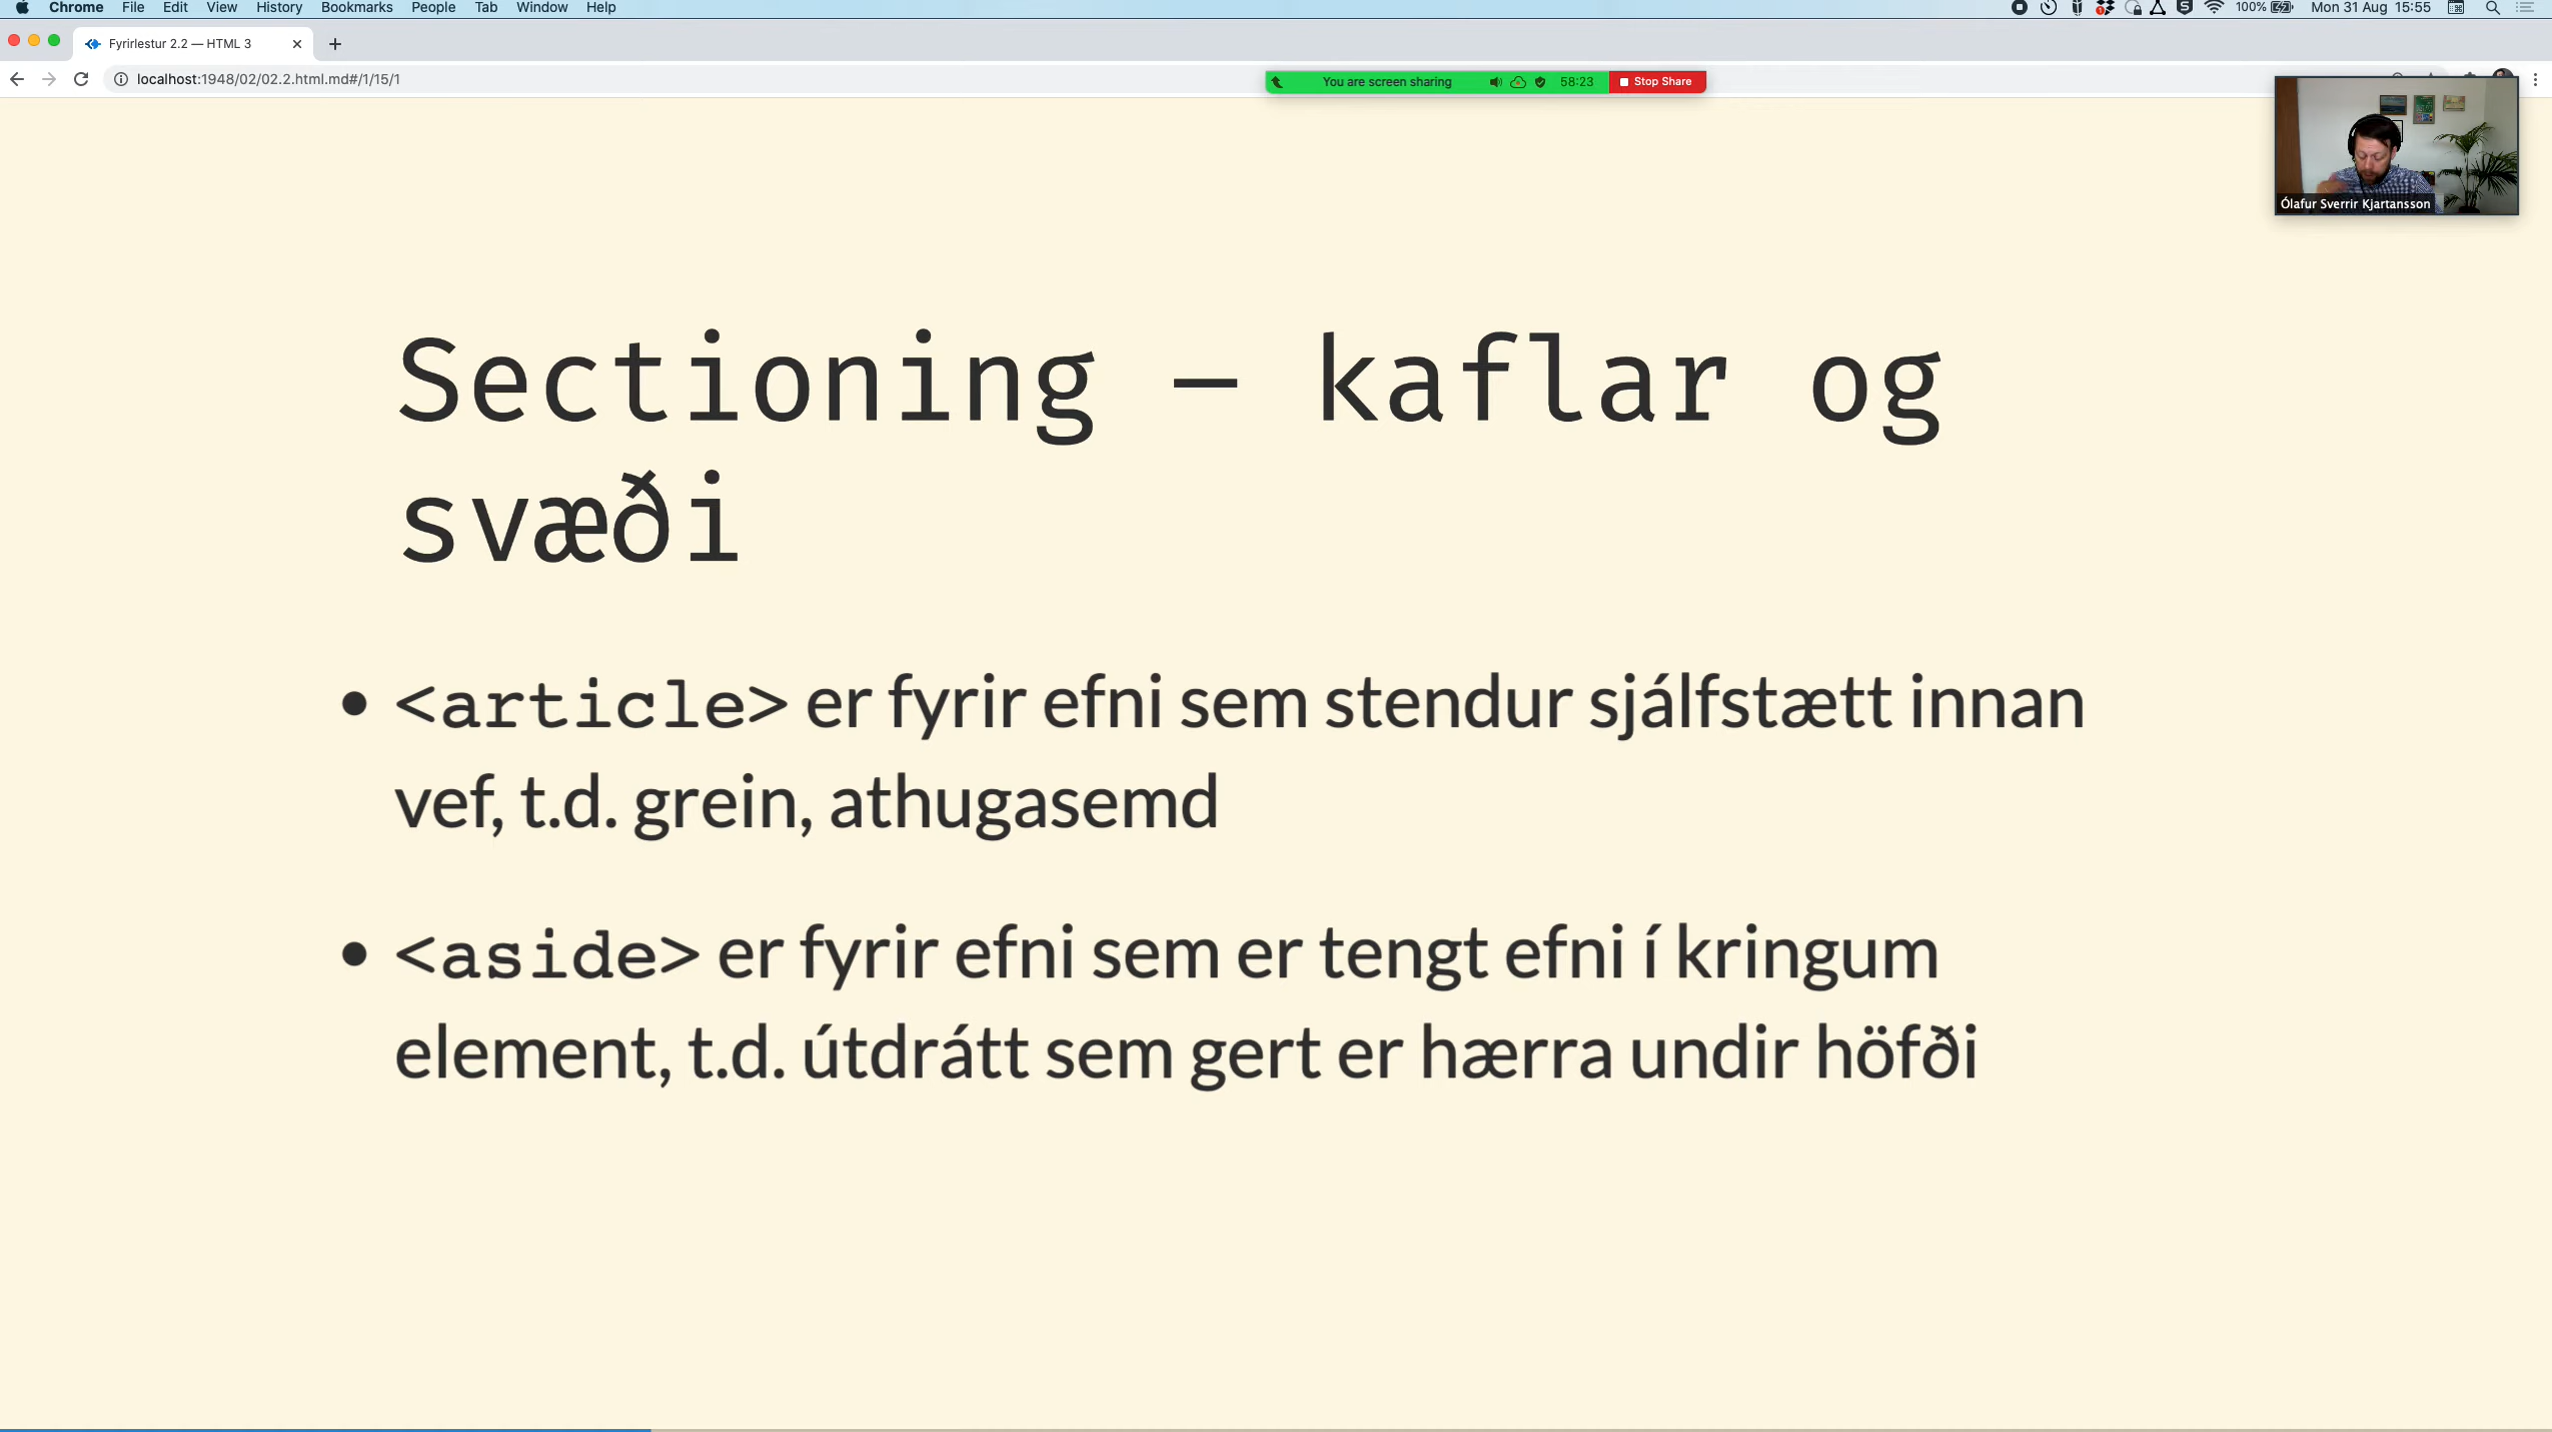 Chrome File Edit View History Bookmarks People Tab Window Help 100% Mon 31 Aug 15:55
Fyrirlestur 2.2 — HTML 3
localhost:1948/02/02.2.html.md#/1/15/1
You are screen sharing 58:23 Stop Share
Ólafur Sverrir Kjartansson
Sectioning — kaflar og
svæði
• <article> er fyrir efni sem stendur sjálfstætt innan
vef, t.d. grein, athugasemd
• <aside> er fyrir efni sem er tengt efni í kringum
element, t.d. útdrátt sem gert er hærra undir höfði